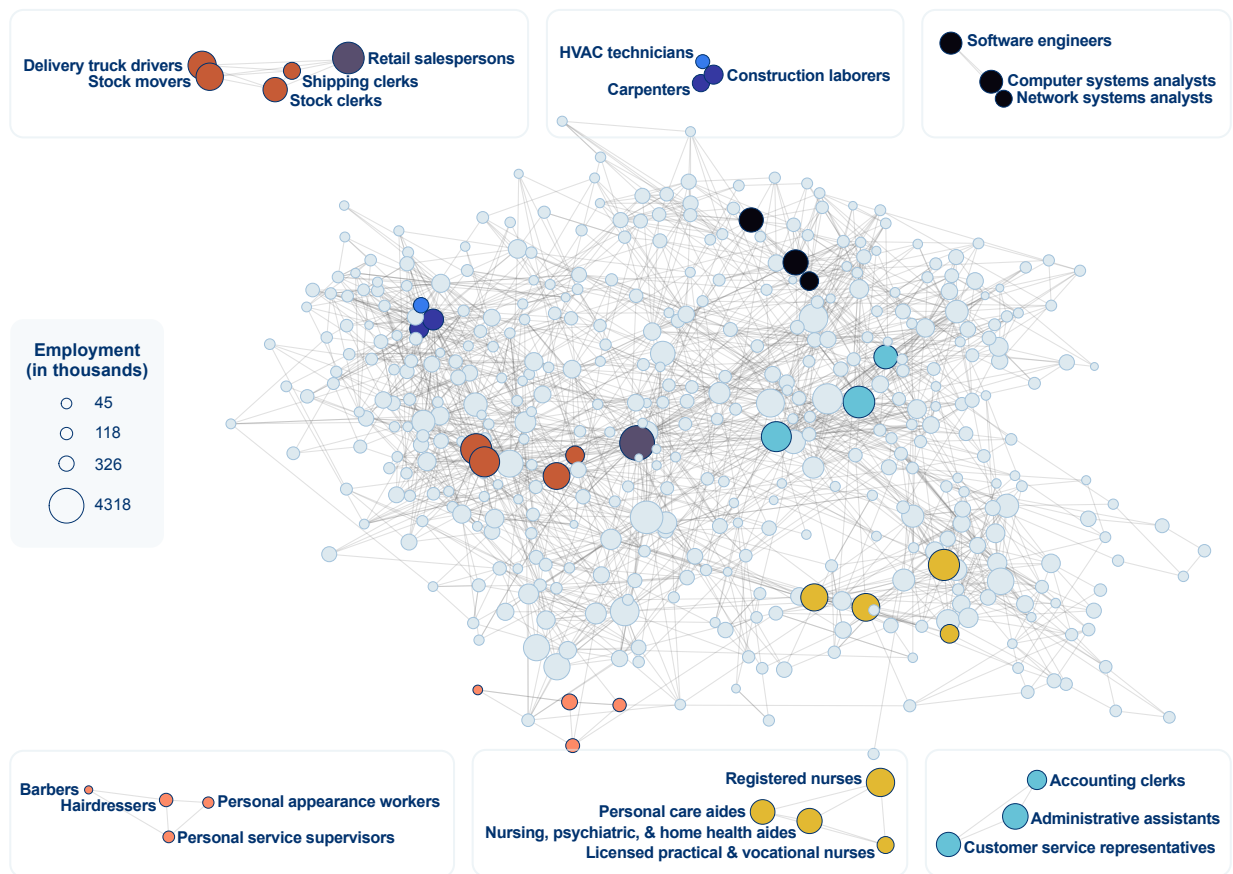 Delivery truck drivers
Stock movers
Retail salespersons
Shipping clerks
Stock clerks
HVAC technicians
Construction laborers
Carpenters
Software engineers
Computer systems analysts
Network systems analysts
Employment
(in thousands)
45
118
326
4318
Barbers
Hairdressers
Personal appearance workers
Personal service supervisors
Registered nurses
Personal care aides
Nursing, psychiatric, & home health aides
Licensed practical & vocational nurses
Accounting clerks
Administrative assistants
Customer service representatives